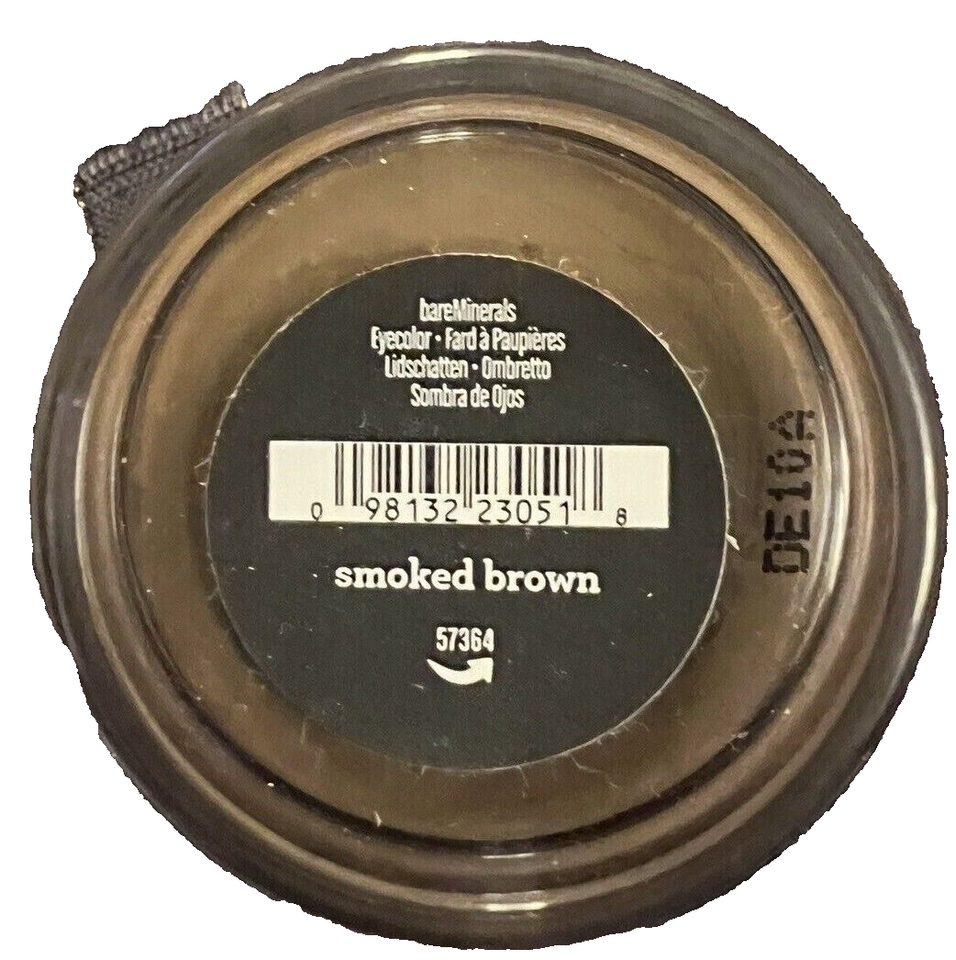 bareMinerals
Eyecolor • Fard à Paupières
Lidschatten • Ombretto
Sombra de Ojos
0 98132 23051 8
smoked brown
57364
DE10A